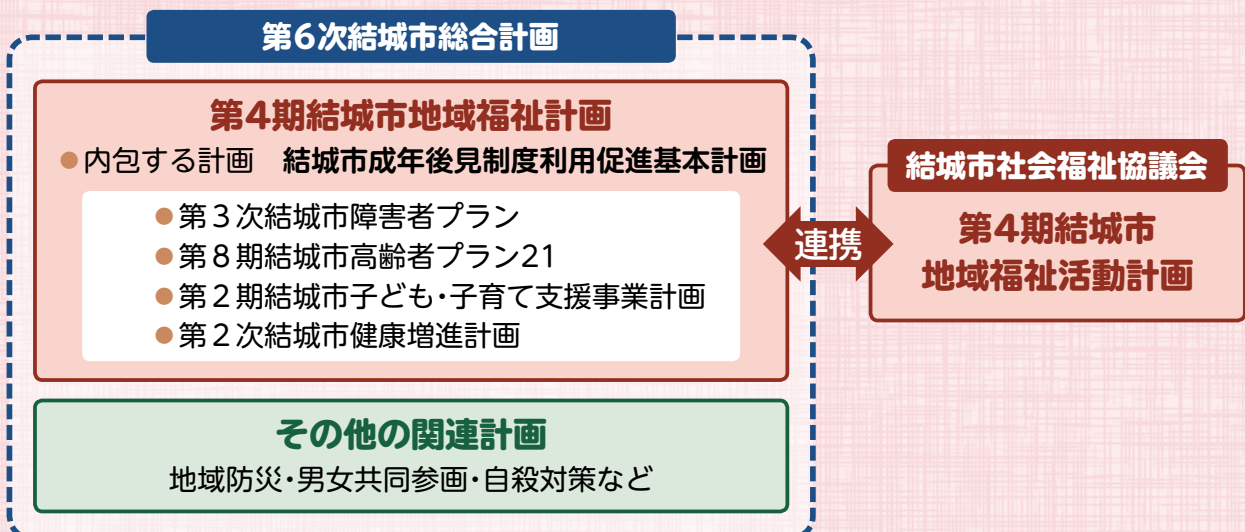 第6次結城市総合計画
第4期結城市地域福祉計画
●内包する計画　結城市成年後見制度利用促進基本計画
●第３次結城市障害者プラン
●第８期結城市高齢者プラン21
●第２期結城市子ども・子育て支援事業計画
●第２次結城市健康増進計画
その他の関連計画
地域防災・男女共同参画・自殺対策など
連携
結城市社会福祉協議会
第4期結城市
地域福祉活動計画